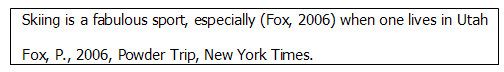 Skiing is a fabulous sport, especially (Fox, 2006) when one lives in Utah
Fox, P., 2006, Powder Trip, New York Times.